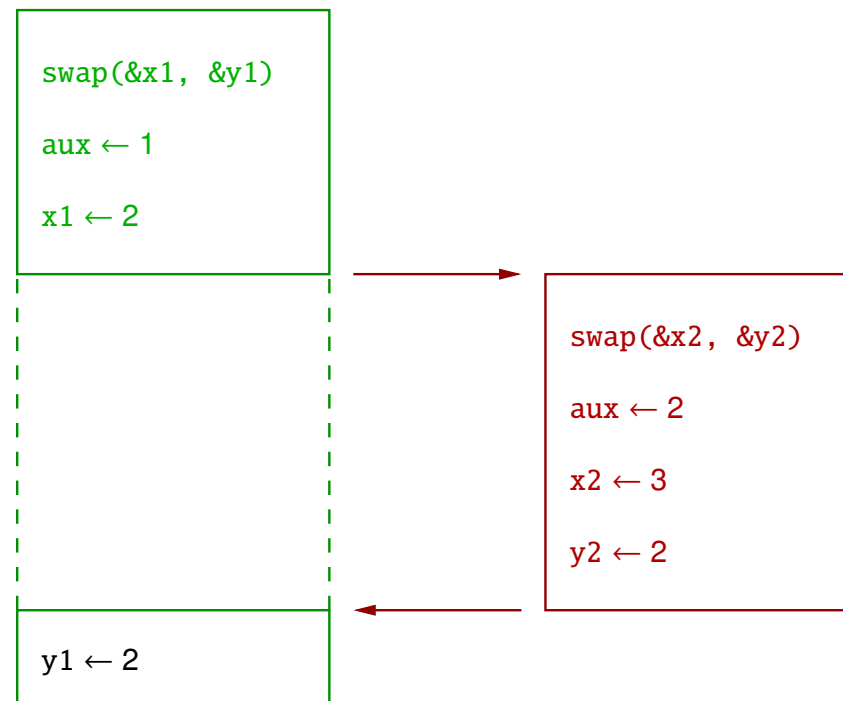 swap(&x1, &y1)
aux ← 1
x1 ← 2
swap(&x2, &y2)
aux ← 2
x2 ← 3
y2 ← 2
y1 ← 2